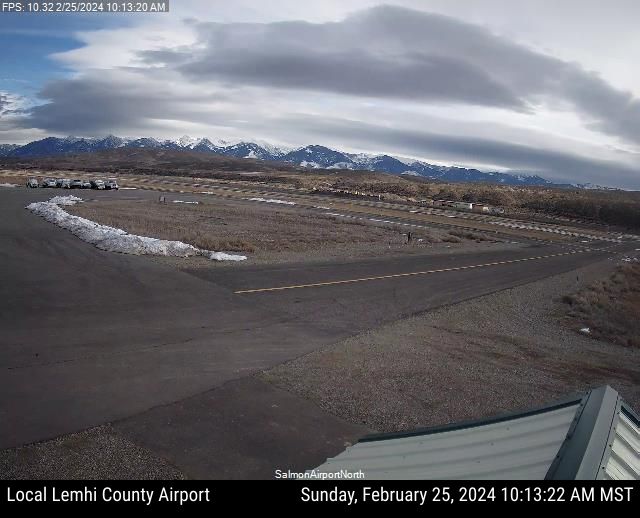 FPS: 10.32 2/25/2024 10:13:20 AM
SalmonAirportNorth
Local Lemhi County Airport Sunday, February 25, 2024 10:13:22 AM MST